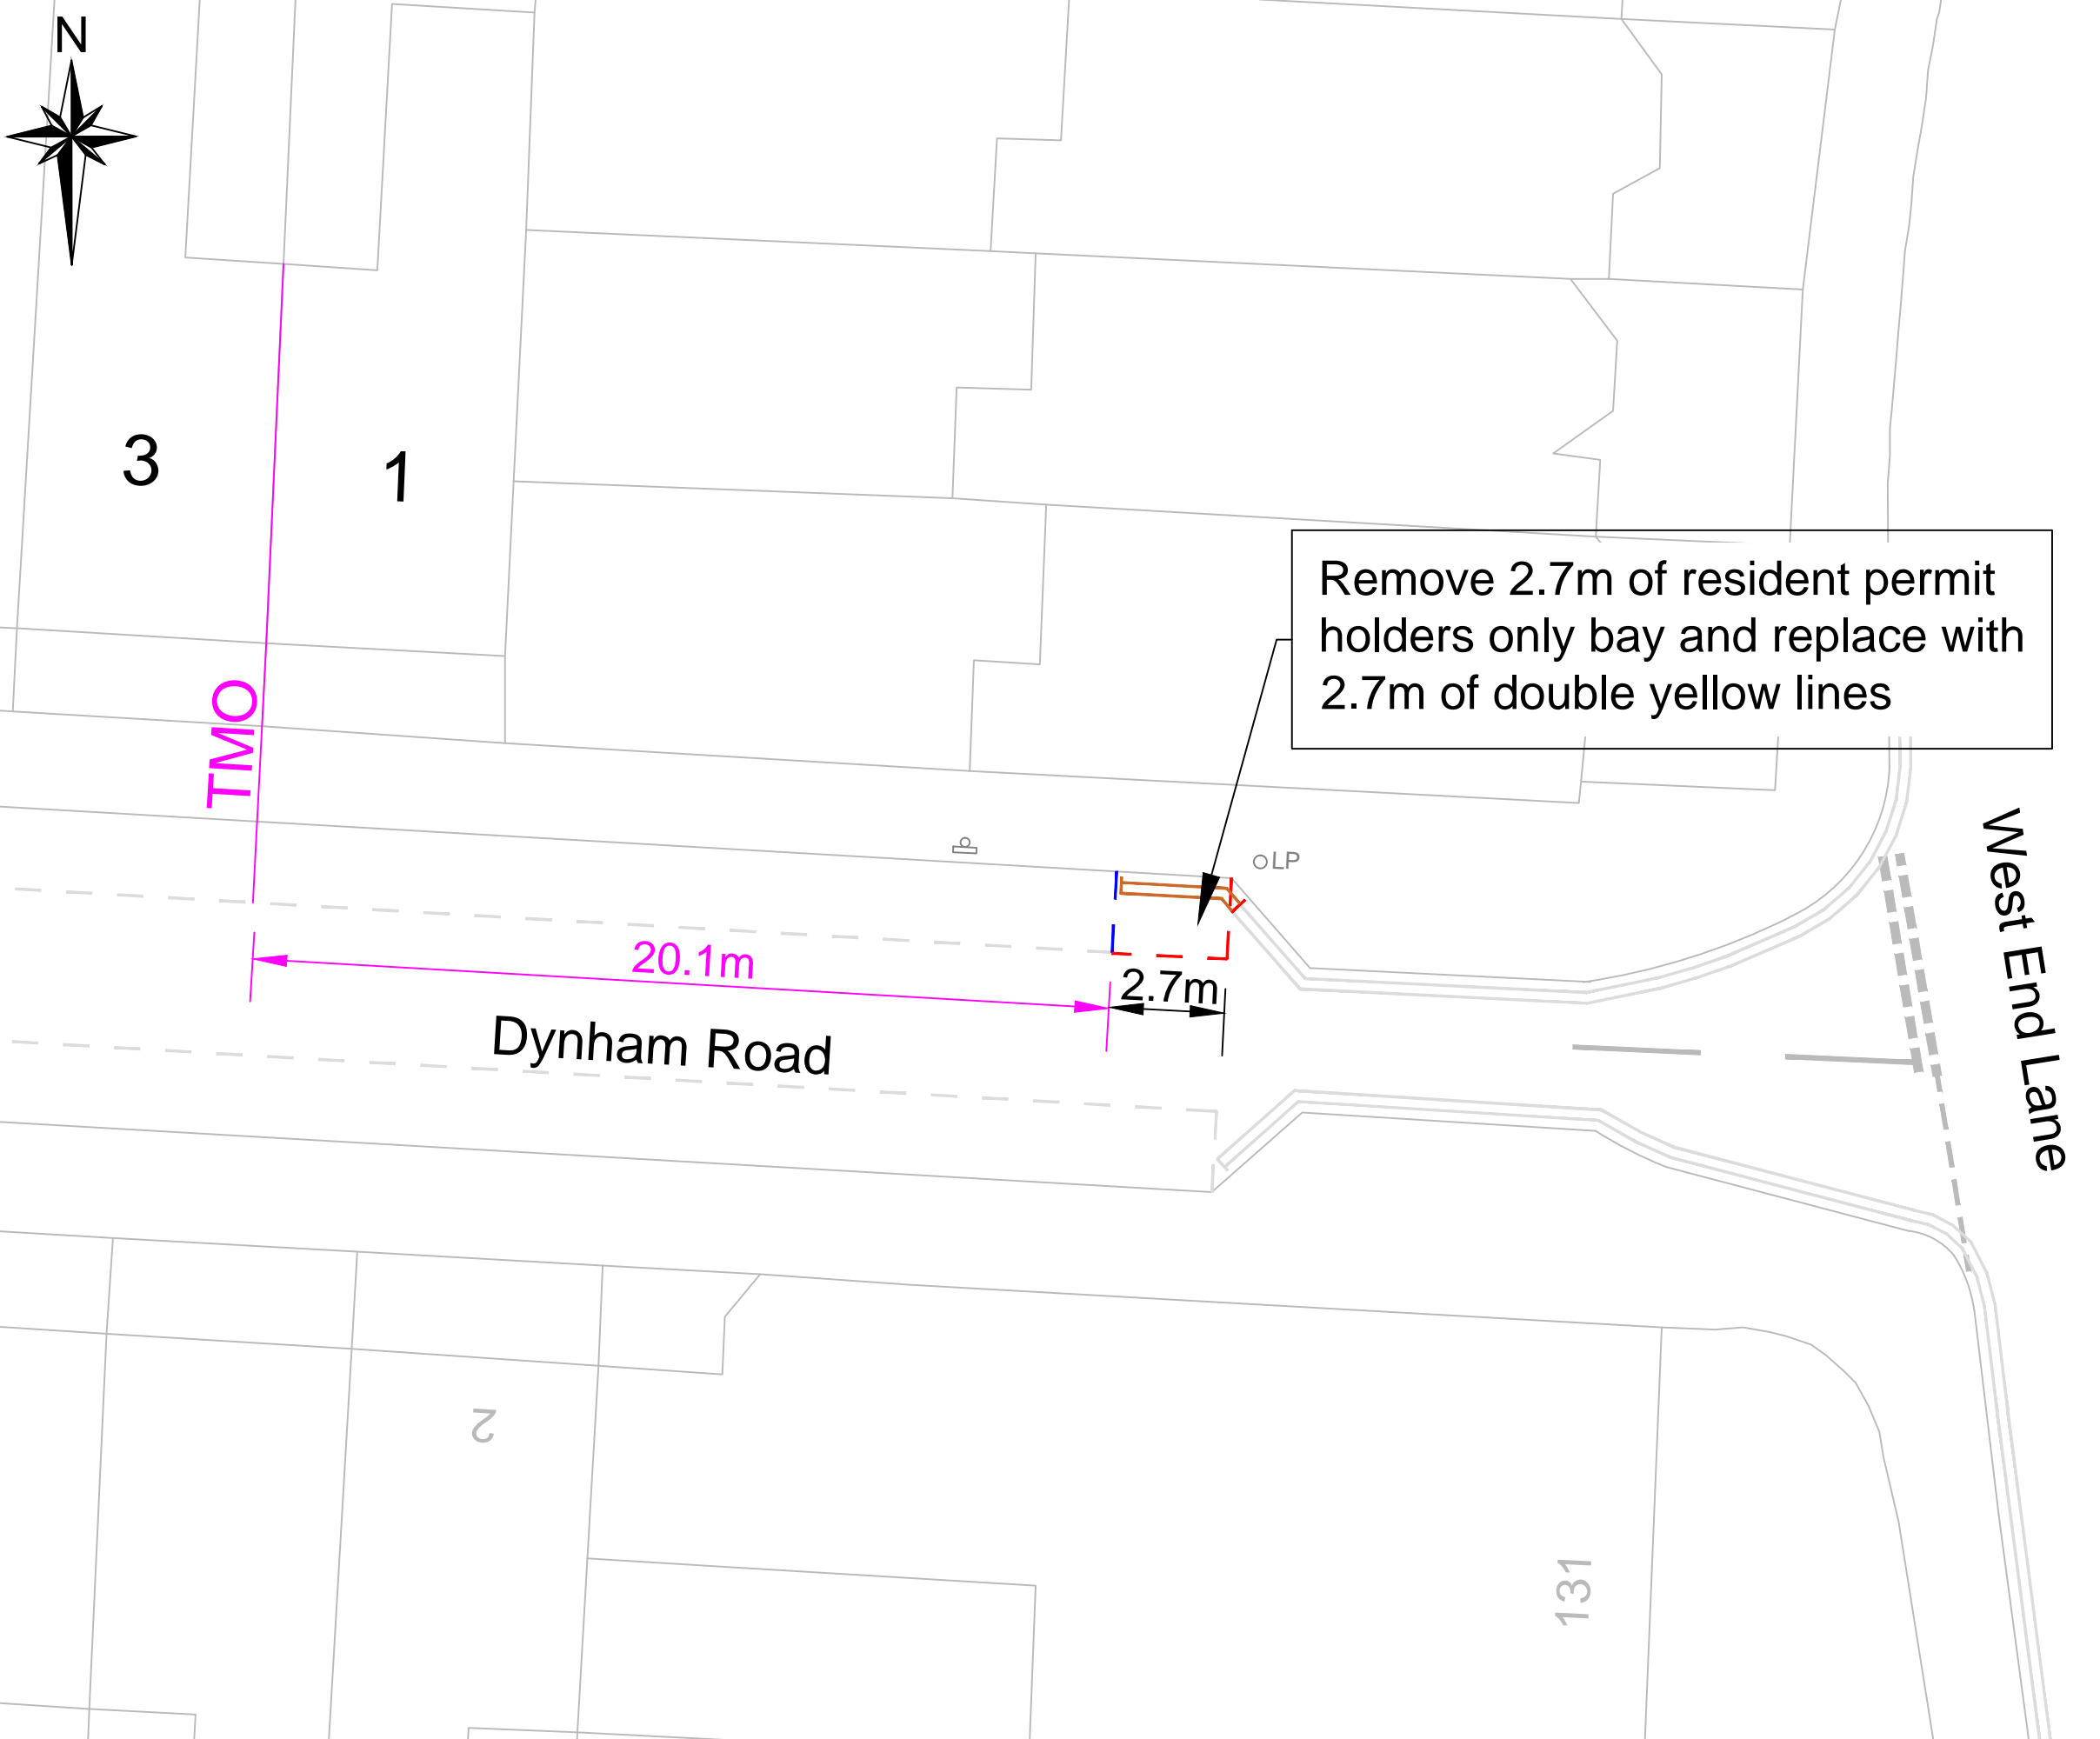 N
3
1
Remove 2.7m of resident permit
holders only bay and replace with
2.7m of double yellow lines
TMO
LP
West End Lane
20.1m
2.7m
Dynham Road
2
131